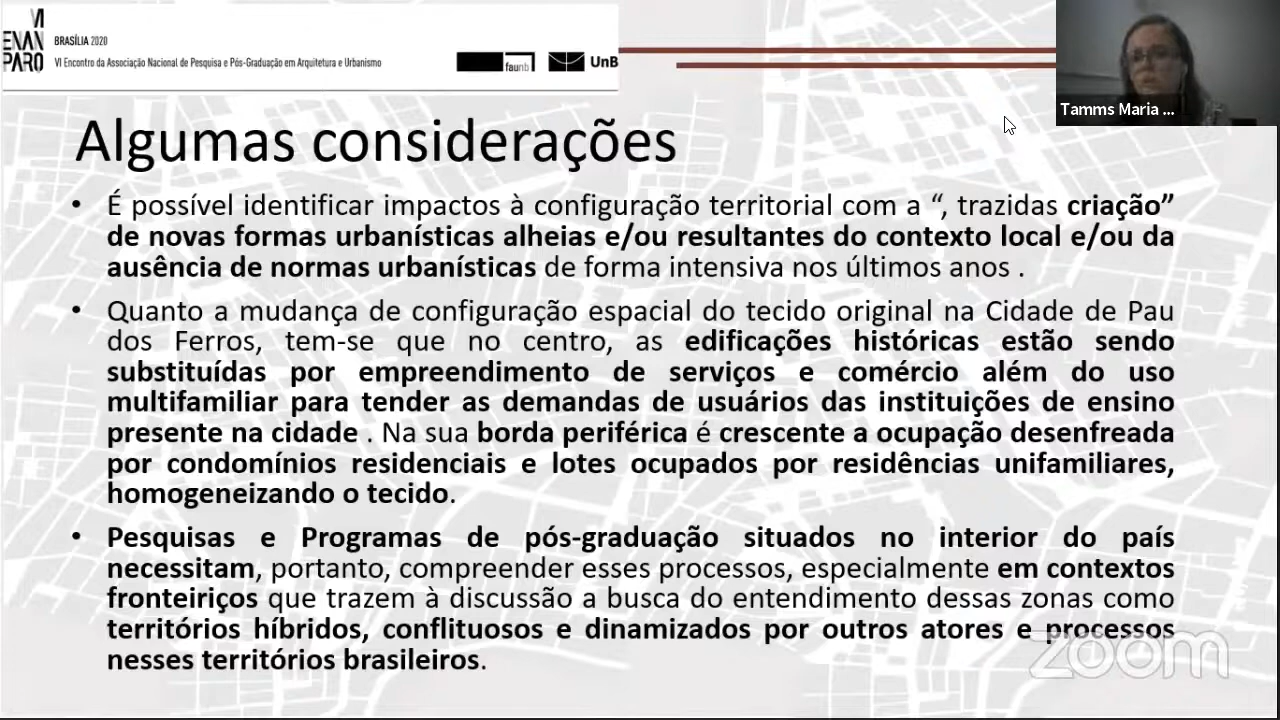 VI
ENAN
PARQ
BRASÍLIA 2020
VI Encontro da Associação Nacional de Pesquisa e Pós-Graduação em Arquitetura e Urbanismo
faunb
UnB
Tamms Maria ...
Algumas considerações
• É possível identificar impactos à configuração territorial com a “, trazidas criação”
de novas formas urbanísticas alheias e/ou resultantes do contexto local e/ou da
ausência de normas urbanísticas de forma intensiva nos últimos anos .
• Quanto a mudança de configuração espacial do tecido original na Cidade de Pau
dos Ferros, tem-se que no centro, as edificações históricas estão sendo
substituídas por empreendimento de serviços e comércio além do uso
multifamiliar para tender as demandas de usuários das instituições de ensino
presente na cidade . Na sua borda periférica é crescente a ocupação desenfreada
por condomínios residenciais e lotes ocupados por residências unifamiliares,
homogeneizando o tecido.
• Pesquisas e Programas de pós-graduação situados no interior do país
necessitam, portanto, compreender esses processos, especialmente em contextos
fronteiriços que trazem à discussão a busca do entendimento dessas zonas como
territórios híbridos, conflituosos e dinamizados por outros atores e processos
nesses territórios brasileiros.
zoom